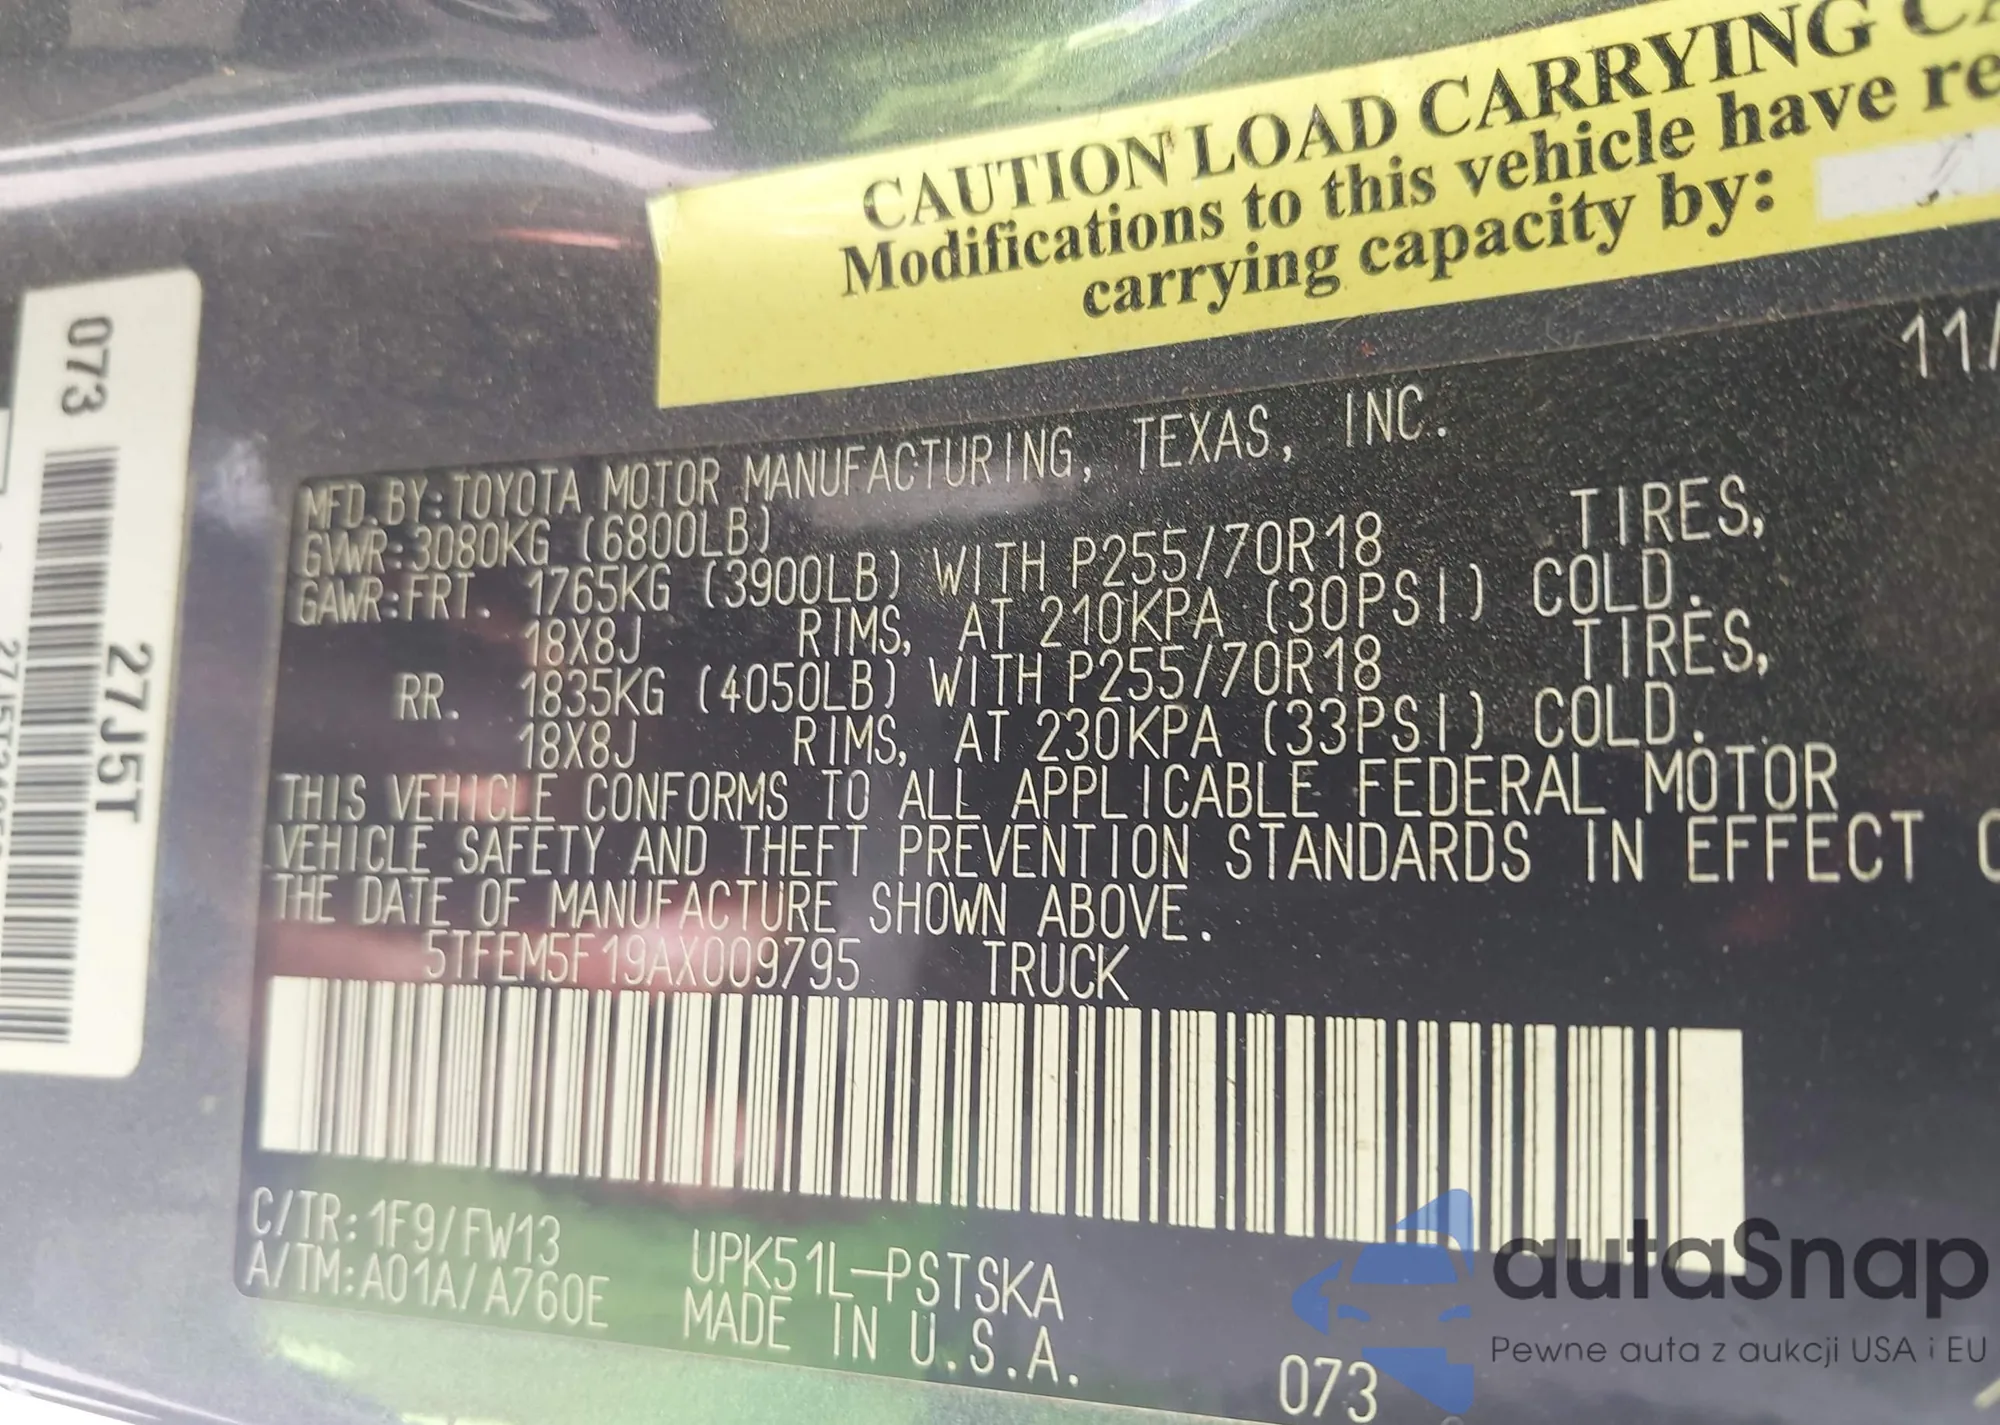 CAUTION LOAD CARRYING
Modifications to this vehicle have
carrying capacity by:
11/
MFD. BY: TOYOTA MOTOR MANUFACTURING, TEXAS, INC.
GVWR: 3080KG (6800LB)
GAWR: FRT. 1765KG (3900LB) WITH P255/70R18 TIRES,
18X8J RIMS, AT 210KPA (30PSI) COLD.
RR. 1835KG (4050LB) WITH P255/70R18 TIRES,
18X8J RIMS, AT 230KPA (33PSI) COLD.
THIS VEHICLE CONFORMS TO ALL APPLICABLE FEDERAL MOTOR
VEHICLE SAFETY AND THEFT PREVENTION STANDARDS IN EFFECT
THE DATE OF MANUFACTURE SHOWN ABOVE.
5TFEM5F19AX009795 TRUCK
C/TR: 1F9/FW13 UPK51L-PSTSKA
A/TM: A01A/A760E MADE IN U.S.A.
073
073
27J5T
autaSnap
Pewne auta z aukcji USA i EU